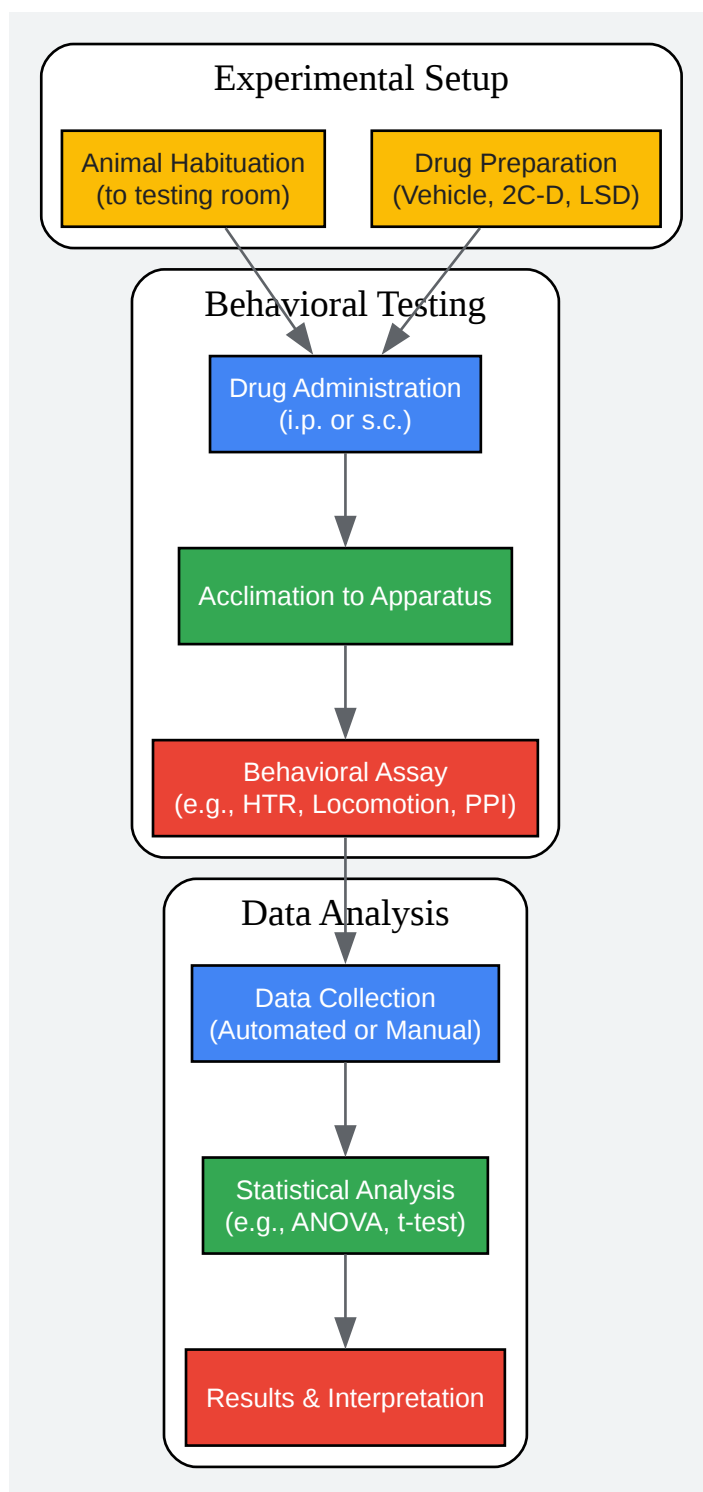 Experimental Setup
Animal Habituation
(to testing room)
Drug Preparation
(Vehicle, 2C-D, LSD)
Behavioral Testing
Drug Administration
(i.p. or s.c.)
Acclimation to Apparatus
Behavioral Assay
(e.g., HTR, Locomotion, PPI)
Data Analysis
Data Collection
(Automated or Manual)
Statistical Analysis
(e.g., ANOVA, t-test)
Results & Interpretation